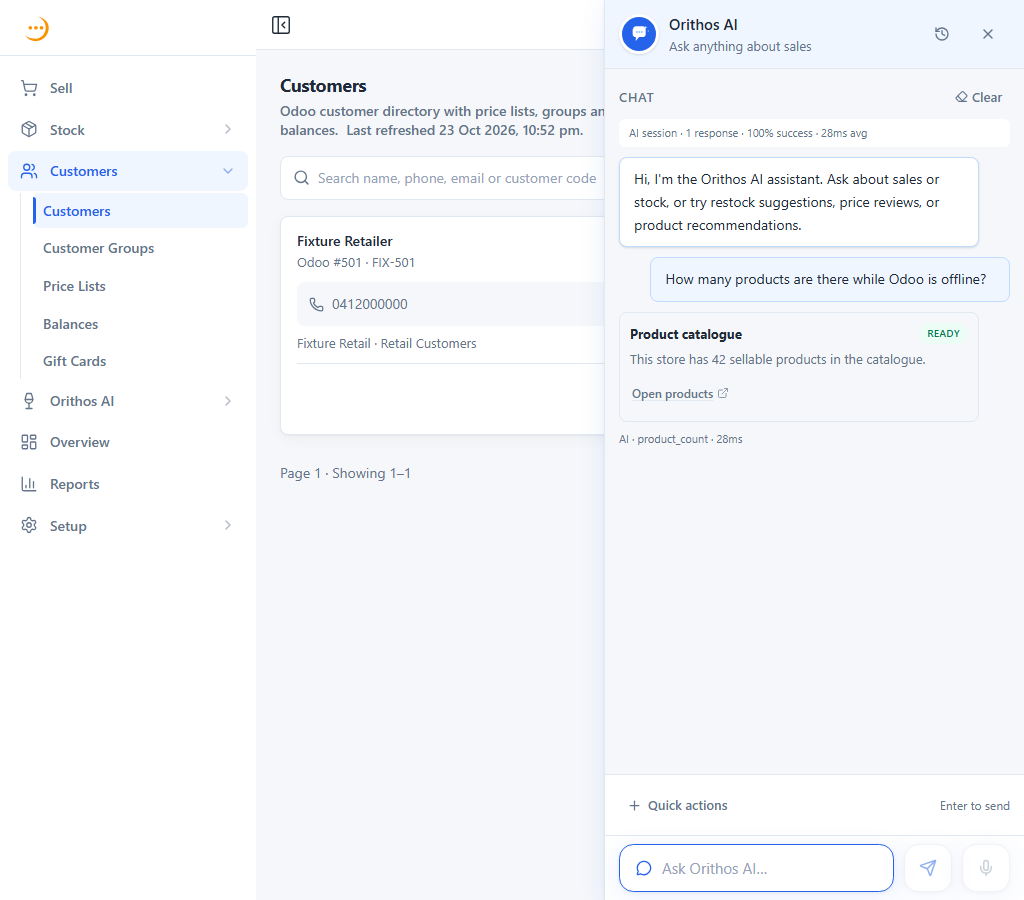 Sell
Stock
Customers
Customers
Customer Groups
Price Lists
Balances
Gift Cards
Orithos AI
Overview
Reports
Setup
Customers
Odoo customer directory with price lists, groups an
balances. Last refreshed 23 Oct 2026, 10:52 pm.
Search name, phone, email or customer code
Fixture Retailer
Odoo #501 · FIX-501
0412000000
Fixture Retail · Retail Customers
Page 1 · Showing 1–1
Orithos AI
Ask anything about sales
CHAT
Clear
AI session · 1 response · 100% success · 28ms avg
Hi, I'm the Orithos AI assistant. Ask about sales or
stock, or try restock suggestions, price reviews, or
product recommendations.
How many products are there while Odoo is offline?
Product catalogue
READY
This store has 42 sellable products in the catalogue.
Open products
AI · product_count · 28ms
Quick actions
Enter to send
Ask Orithos AI...